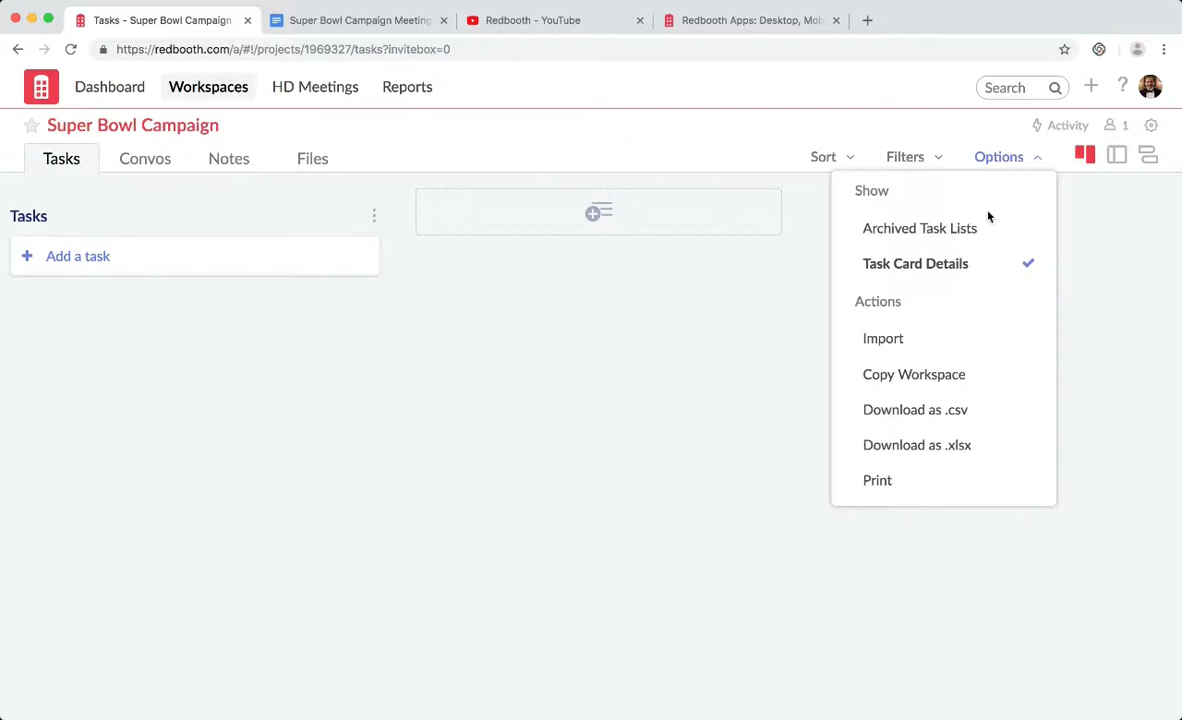 Tasks - Super Bowl Campaign
Super Bowl Campaign Meeting
Redbooth - YouTube
Redbooth Apps: Desktop, Mobi
https://redbooth.com/a/#!/projects/1969327/tasks?invitebox=0
Dashboard
Workspaces
HD Meetings
Reports
Search
Super Bowl Campaign
Activity
1
Tasks
Convos
Notes
Files
Sort
Filters
Options
Show
Archived Task Lists
Task Card Details
Actions
Import
Copy Workspace
Download as .csv
Download as .xlsx
Print
Tasks
Add a task